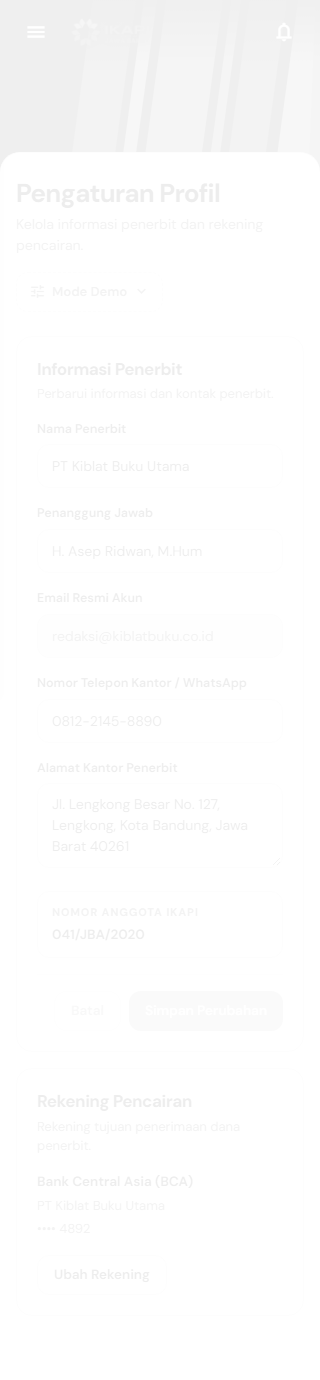 Pengaturan Profil
Kelola informasi penerbit dan rekening
pencairan.
Mode Demo
Informasi Penerbit
Perbarui informasi dan kontak penerbit.
Nama Penerbit
PT Kiblat Buku Utama
Penanggung Jawab
H. Asep Ridwan, M.Hum
Email Resmi Akun
redaksi@kiblatbuku.co.id
Nomor Telepon Kantor / WhatsApp
0812-2145-8890
Alamat Kantor Penerbit
Jl. Lengkong Besar No. 127,
Lengkong, Kota Bandung, Jawa
Barat 40261
NOMOR ANGGOTA IKAPI
041/JBA/2020
Batal
Simpan Perubahan
Rekening Pencairan
Rekening tujuan penerimaan dana
penerbit.
Bank Central Asia (BCA)
PT Kiblat Buku Utama
•••• 4892
Ubah Rekening